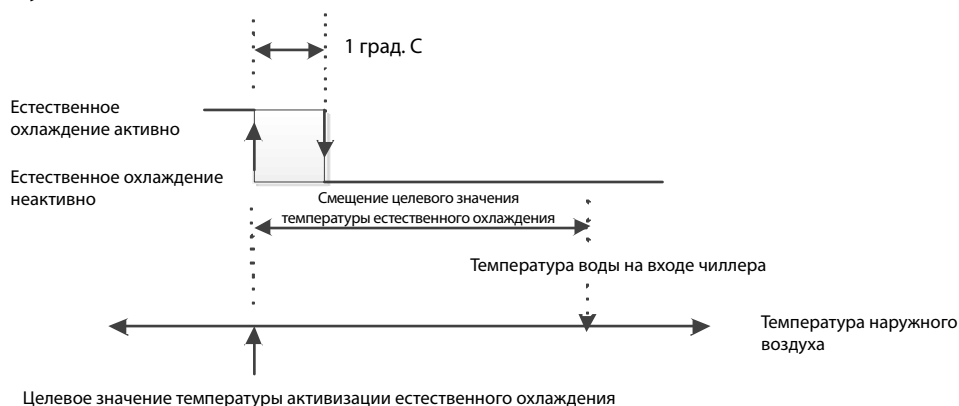 1 град. С
Естественное
охлаждение активно
Естественное охлаждение
неактивно
Смещение целевого значения
температуры естественного охлаждения
Температура воды на входе чиллера
Температура наружного
воздуха
Целевое значение температуры активизации естественного охлаждения